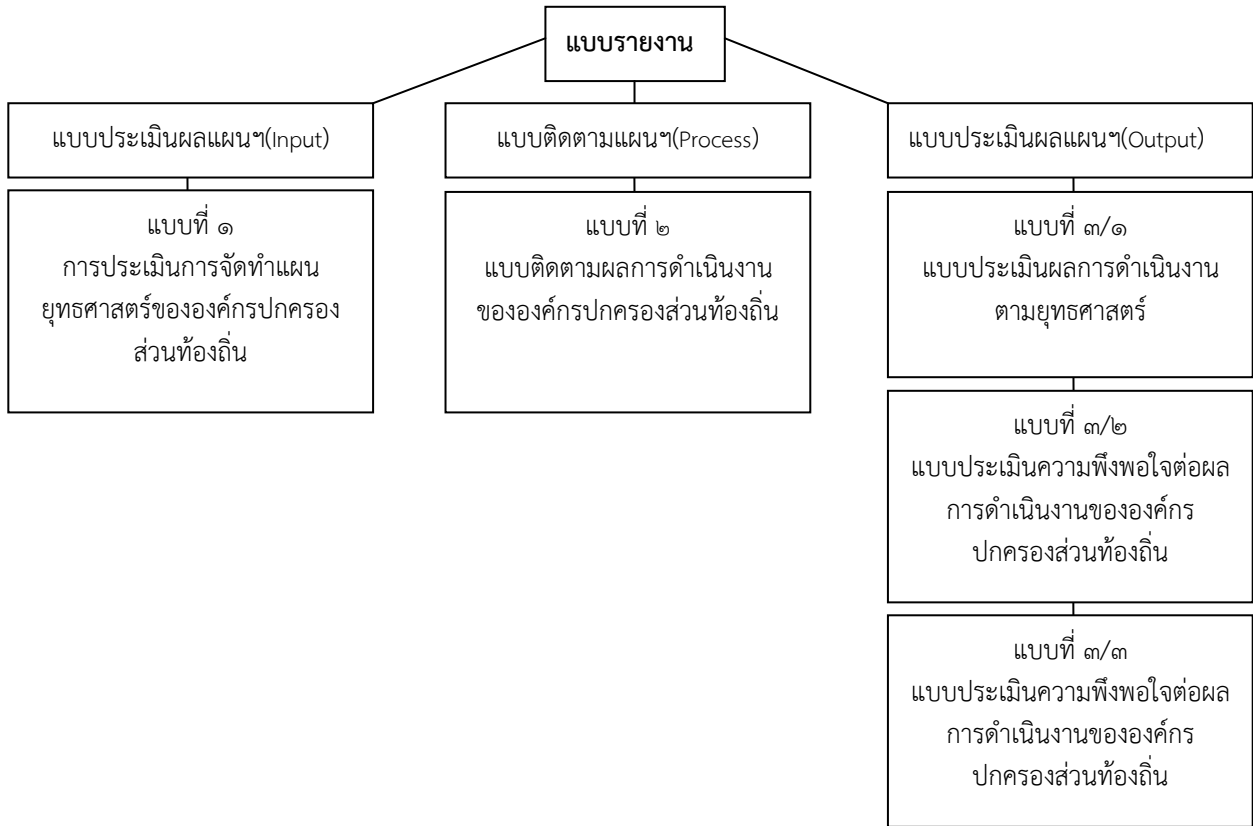 แบบรายงาน
แบบประเมินผลแผนฯ(Input)
แบบที่ ๑
การประเมินการจัดทำแผน
ยุทธศาสตร์ขององค์กรปกครอง
ส่วนท้องถิ่น
แบบติดตามแผนฯ(Process)
แบบที่ ๒
แบบติดตามผลการดำเนินงาน
ขององค์กรปกครองส่วนท้องถิ่น
แบบประเมินผลแผนฯ(Output)
แบบที่ ๓/๑
แบบประเมินผลการดำเนินงาน
ตามยุทธศาสตร์
แบบที่ ๓/๒
แบบประเมินความพึงพอใจต่อผล
การดำเนินงานขององค์กร
ปกครองส่วนท้องถิ่น
แบบที่ ๓/๓
แบบประเมินความพึงพอใจต่อผล
การดำเนินงานขององค์กร
ปกครองส่วนท้องถิ่น